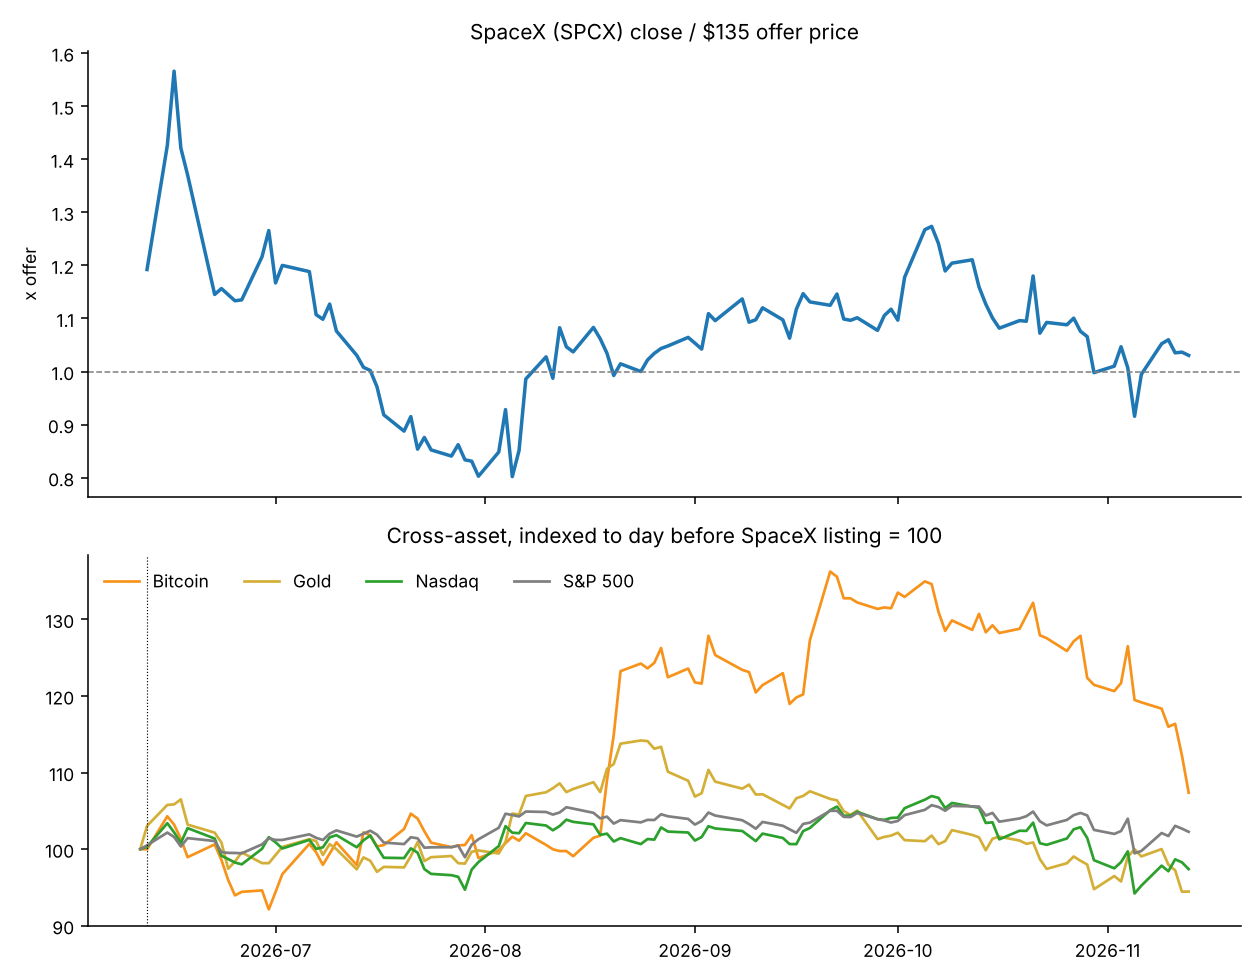 SpaceX (SPCX) close / $135 offer price
1.6
1.5
1.4
1.3
1.2
1.1
1.0
0.9
0.8
x offer
Cross-asset, indexed to day before SpaceX listing = 100
Bitcoin Gold Nasdaq S&P 500
130
120
110
100
90
2026-07 2026-08 2026-09 2026-10 2026-11